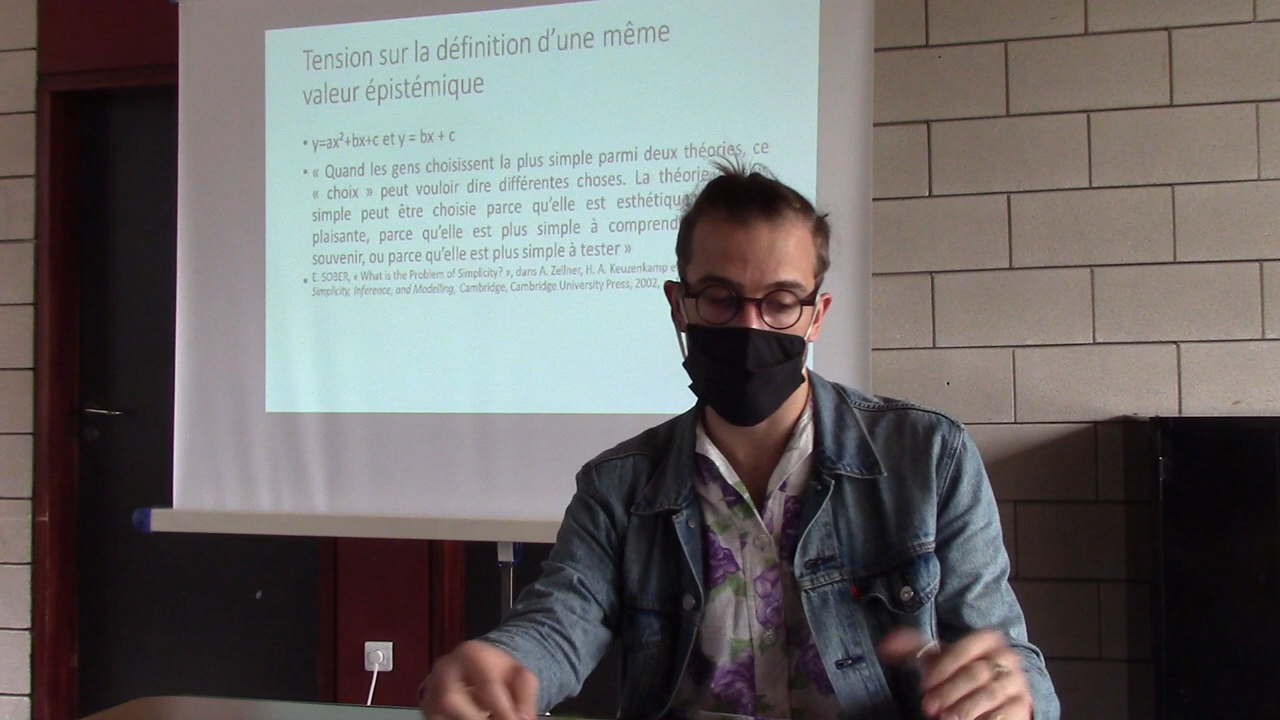 Tension sur la définition d'une même
valeur épistémique
• y=ax²+bx+c et y = bx + c
• « Quand les gens choisissent la plus simple parmi deux théories, ce
« choix » peut vouloir dire différentes choses. La théorie
simple peut être choisie parce qu'elle est
plaisante, parce qu'elle est plus simple à
souvenir, ou parce qu'elle est plus simple à tester »
• E. SOBER, « What is the Problem of Simplicity? », dans A. Zellner, H. A. Keuzenkamp
Simplicity, Inference, and Modelling, Cambridge, Cambridge University Press, 2002,